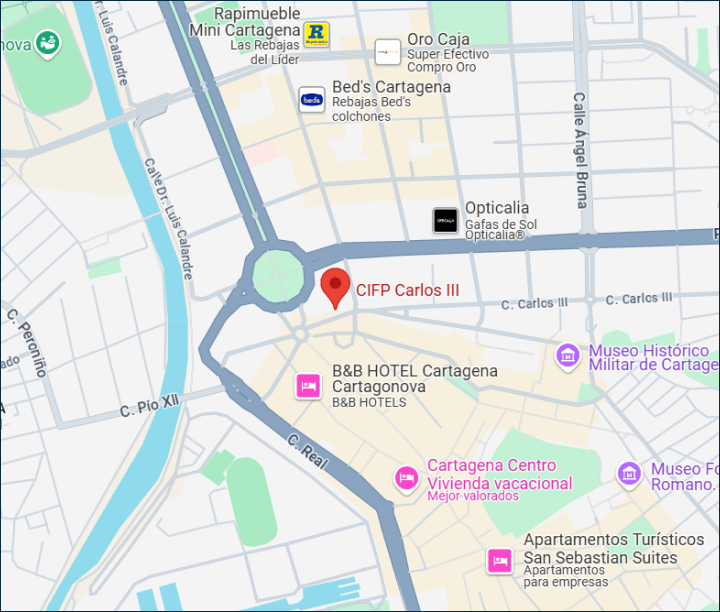 Rapimueble
Mini Cartagena
Las Rebajas
del Líder
R
nova
Dr. Luis Calandre
Oro Caja
Super Efectivo
Compro Oro
bed's
Bed's Cartagena
Rebajas Bed's
colchones
Calle Ángel Bruna
Calle Dr. Luis Calandre
OPTICALIA
Opticalia
Gafas de Sol
Opticalia®
P
CIFP Carlos III
C. Carlos III
C. Carlos III
C. Peroniño
ado
Museo Histórico
Militar de Cartage
B&B HOTEL Cartagena
Cartagonova
B&B HOTELS
A
C. Pío XII
C. Real
Cartagena Centro
Vivienda vacacional
Mejor valorados
Museo Fo
Romano.
Apartamentos Turísticos
San Sebastian Suites
Apartamentos
para empresas